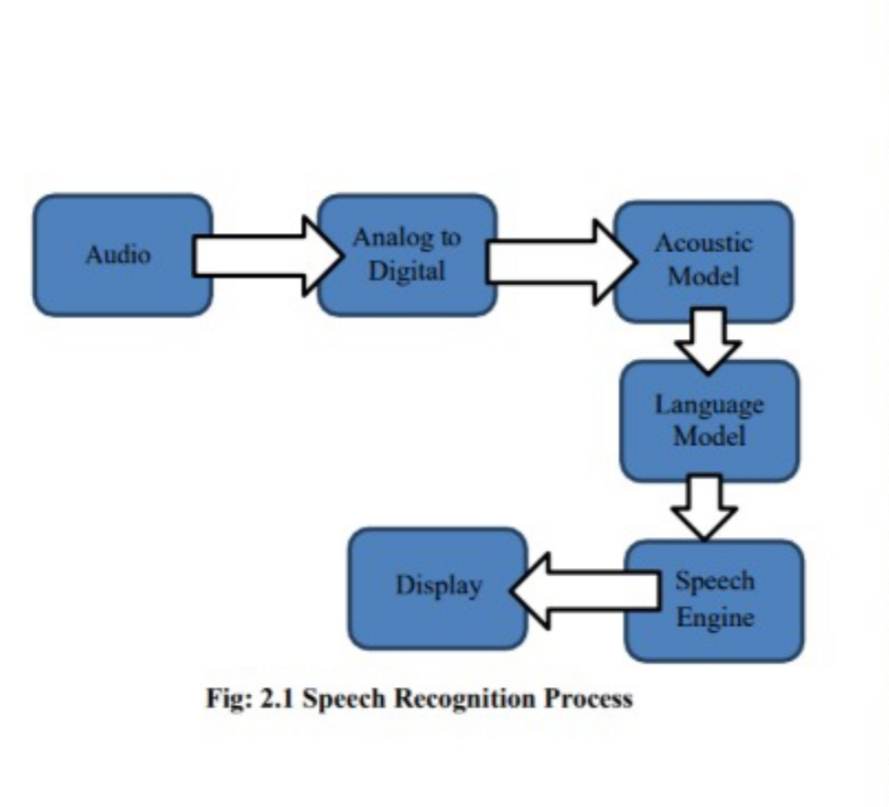 Audio
Analog to
Digital
Acoustic
Model
Language
Model
Speech
Engine
Display
Fig: 2.1 Speech Recognition Process